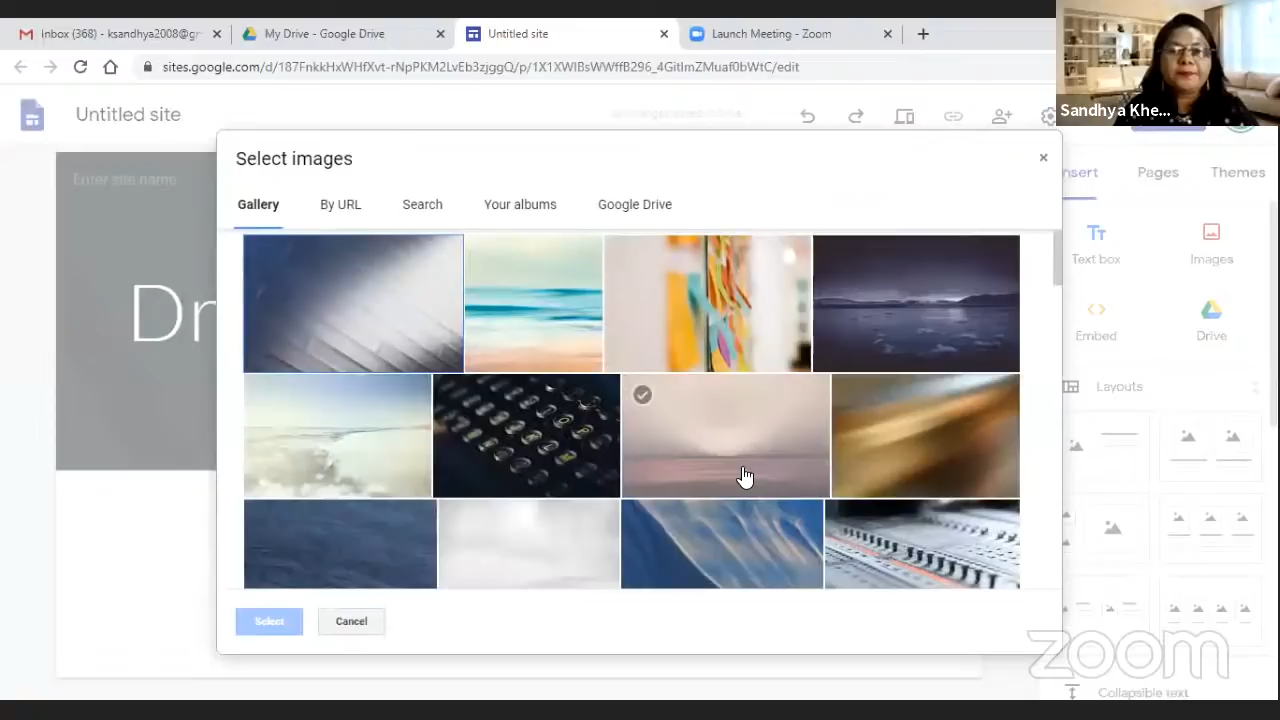 Inbox (368) - ksandhya2008@gr
My Drive - Google Drive
Untitled site
Launch Meeting - Zoom
sites.google.com/d/187FnkkHxWHfXvt-rNpPKM2LvEb3zjggQ/p/1X1XWIBsWWffB296_4GitImZMuaf0bWtC/edit
Sandhya Khe...
Untitled site
Enter site name
Select images
Insert
Pages
Themes
Gallery
By URL
Search
Your albums
Google Drive
Text box
Images
Dr
Embed
Drive
Layouts
Select
Cancel
zoom
Collapsible text